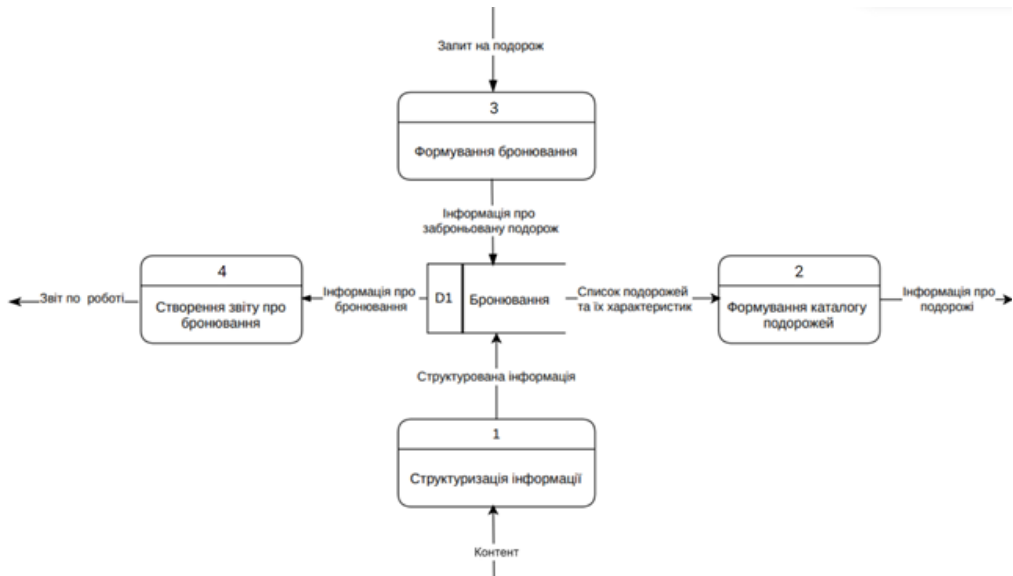 Запит на подорож
3
Формування бронювання
Інформація про
заброньовану подорож
4
Створення звіту про
бронювання
Звіт по роботі
Інформація про
бронювання
D1
Бронювання
Список подорожей
та їх характеристик
2
Формування каталогу
подорожей
Інформація про
подорожі
Структурована інформація
1
Структуризація інформації
Контент